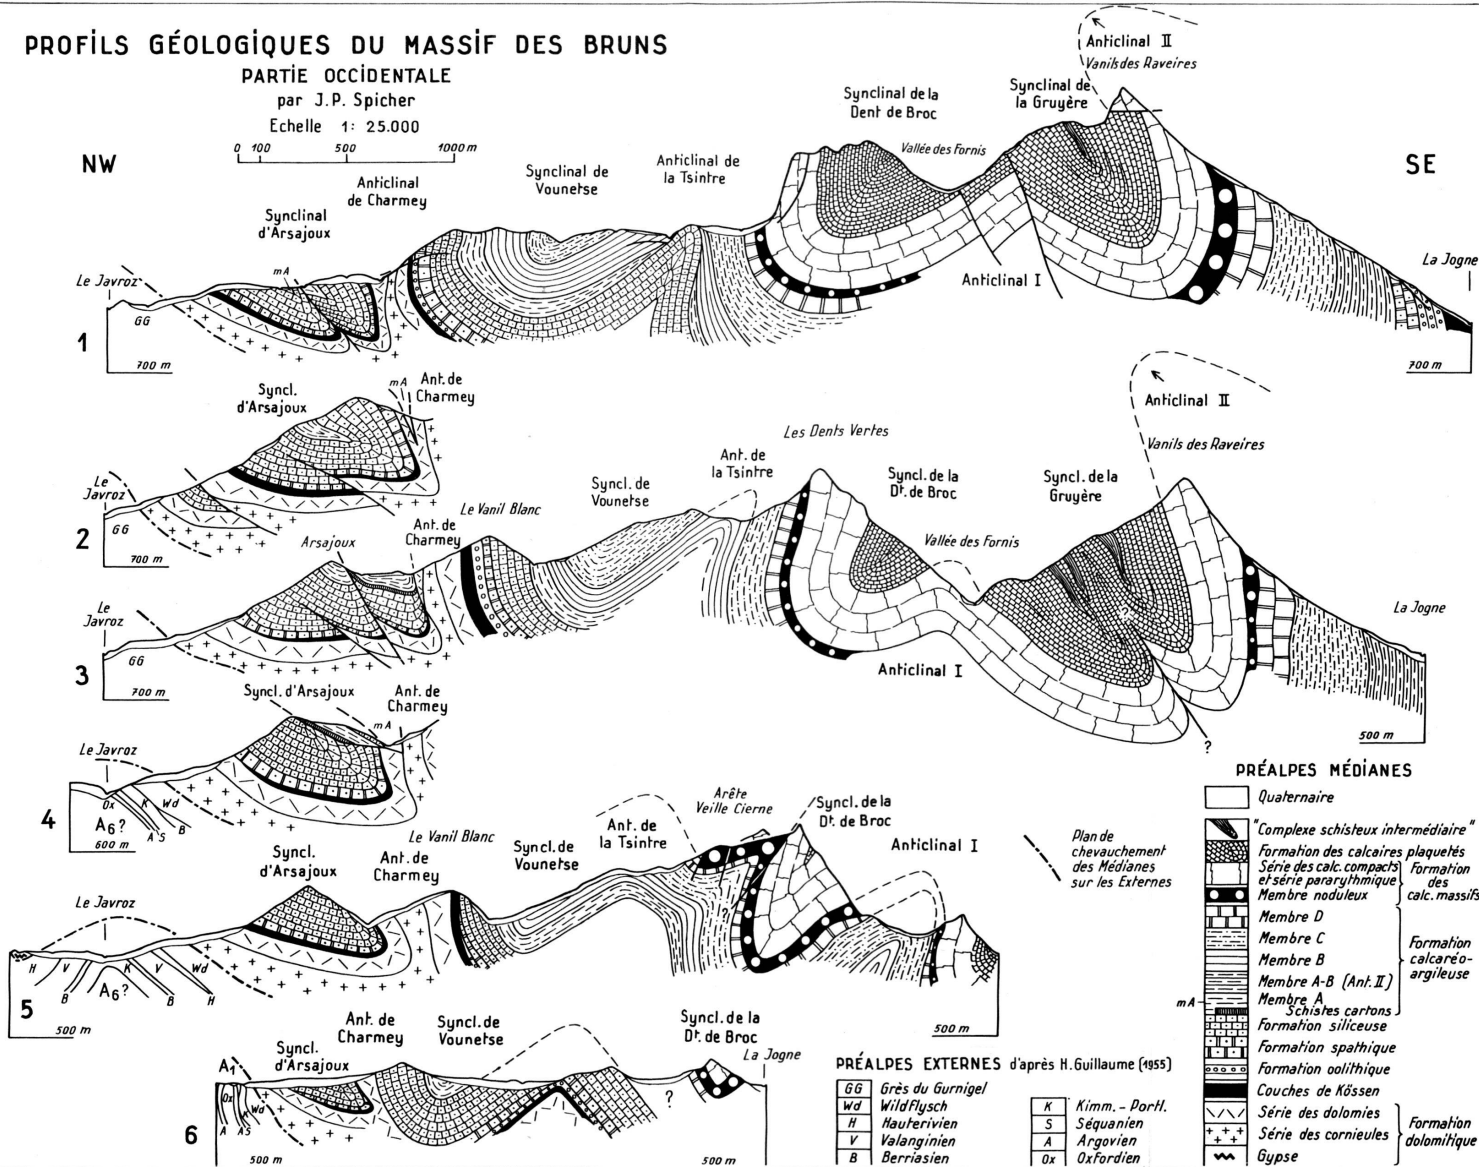 PROFILS GÉOLOGIQUES DU MASSIF DES BRUNS
PARTIE OCCIDENTALE
par J.P. Spicher
Echelle 1: 25.000
0 100 500 1000 m
NW
SE
Anticlinal II
Vanils des Raveires
Synclinal de la Gruyère
Synclinal de la Dent de Broc
Vallée des Fornis
Anticlinal de la Tsintre
Synclinal de Vounetse
Anticlinal de Charmey
Synclinal d'Arsajoux
mA
Le Javroz
GG
Anticlinal I
La Jogne
1
700 m
700 m
Syncl. d'Arsajoux
mA
Ant. de Charmey
Le Javroz
GG
2
700 m
Anticlinal II
Vanils des Raveires
Les Dents Vertes
Ant. de la Tsintre
Syncl. de la Dt. de Broc
Syncl. de la Gruyère
Syncl. de Vounetse
Le Vanil Blanc
Ant. de Charmey
Arsajoux
Vallée des Fornis
?
Le Javroz
GG
La Jogne
Anticlinal I
3
700 m
?
500 m
Syncl. d'Arsajoux
Ant. de Charmey
mA
Le Javroz
Ox K Wd
A S B
A6?
4
600 m
Arête Veille Cierne
Syncl. de la Dt. de Broc
Ant. de la Tsintre
Anticlinal I
Le Vanil Blanc
Syncl. de Vounetse
Ant. de Charmey
Syncl. d'Arsajoux
Le Javroz
?
H V K V Wd
B A6? B H
5
500 m
500 m
Ant. de Charmey
Syncl. de Vounetse
Syncl. de la Dt. de Broc
Syncl. d'Arsajoux
La Jogne
A1
Ox K Wd
A AS
?
6
500 m
500 m
Plan de
chevauchement
des Médianes
sur les Externes
PRÉALPES MÉDIANES
Quaternaire
"Complexe schisteux intermédiaire"
Formation des calcaires plaquetés
Série des calc. compacts
et série pararythmique
Membre noduleux
Formation
des
calc. massifs
Membre D
Membre C
Membre B
Membre A-B (Ant. II)
mA Membre A
Formation
calcaréo-
argileuse
Schistes cartons
Formation siliceuse
Formation spathique
Formation oolithique
Couches de Kössen
Série des dolomies
Série des cornieules
Gypse
Formation
dolomitique
PRÉALPES EXTERNES d'après H. Guillaume (1955)
GG Grès du Gurnigel
Wd Wildflysch
H Hauterivien
V Valanginien
B Berriasien
K Kimm. - Portl.
S Séquanien
A Argovien
Ox Oxfordien